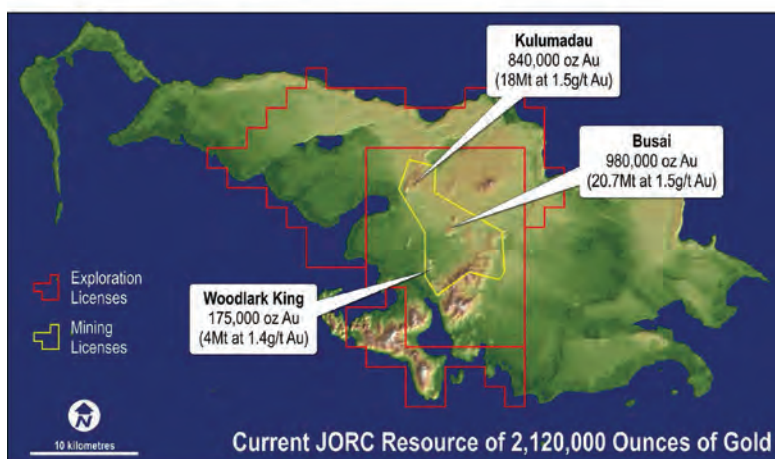 Kulumadau
840,000 oz Au
(18Mt at 1.5g/t Au)
Busai
980,000 oz Au
(20.7Mt at 1.5g/t Au)
Woodlark King
175,000 oz Au
(4Mt at 1.4g/t Au)
Exploration
Licenses
Mining
Licenses
N
10 kilometres
Current JORC Resource of 2,120,000 Ounces of Gold